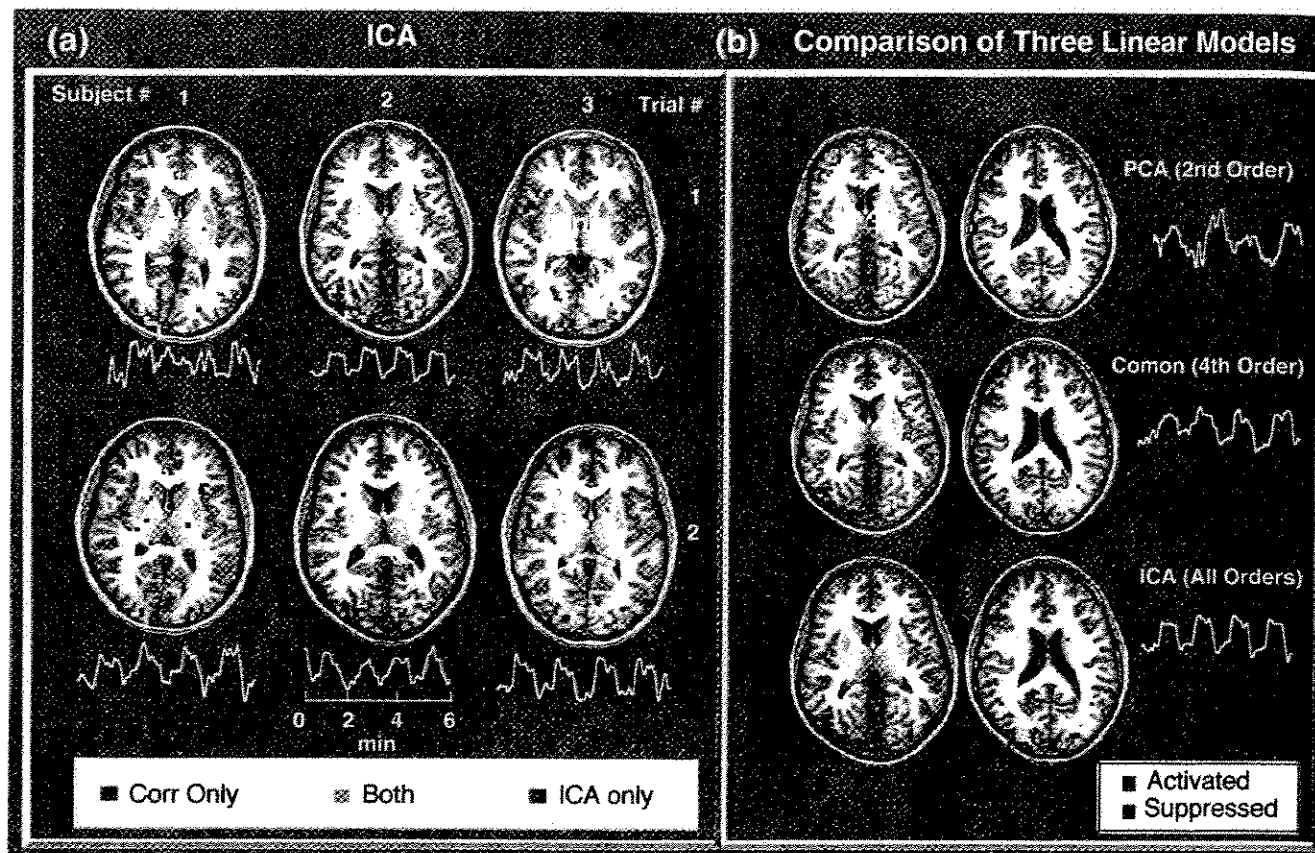 (a) ICA
Subject # 1 2 3 Trial #
1
2
0 2 4 6
min
■ Corr Only ■ Both ■ ICA only
(b) Comparison of Three Linear Models
PCA (2nd Order)
Comon (4th Order)
ICA (All Orders)
■ Activated
■ Suppressed